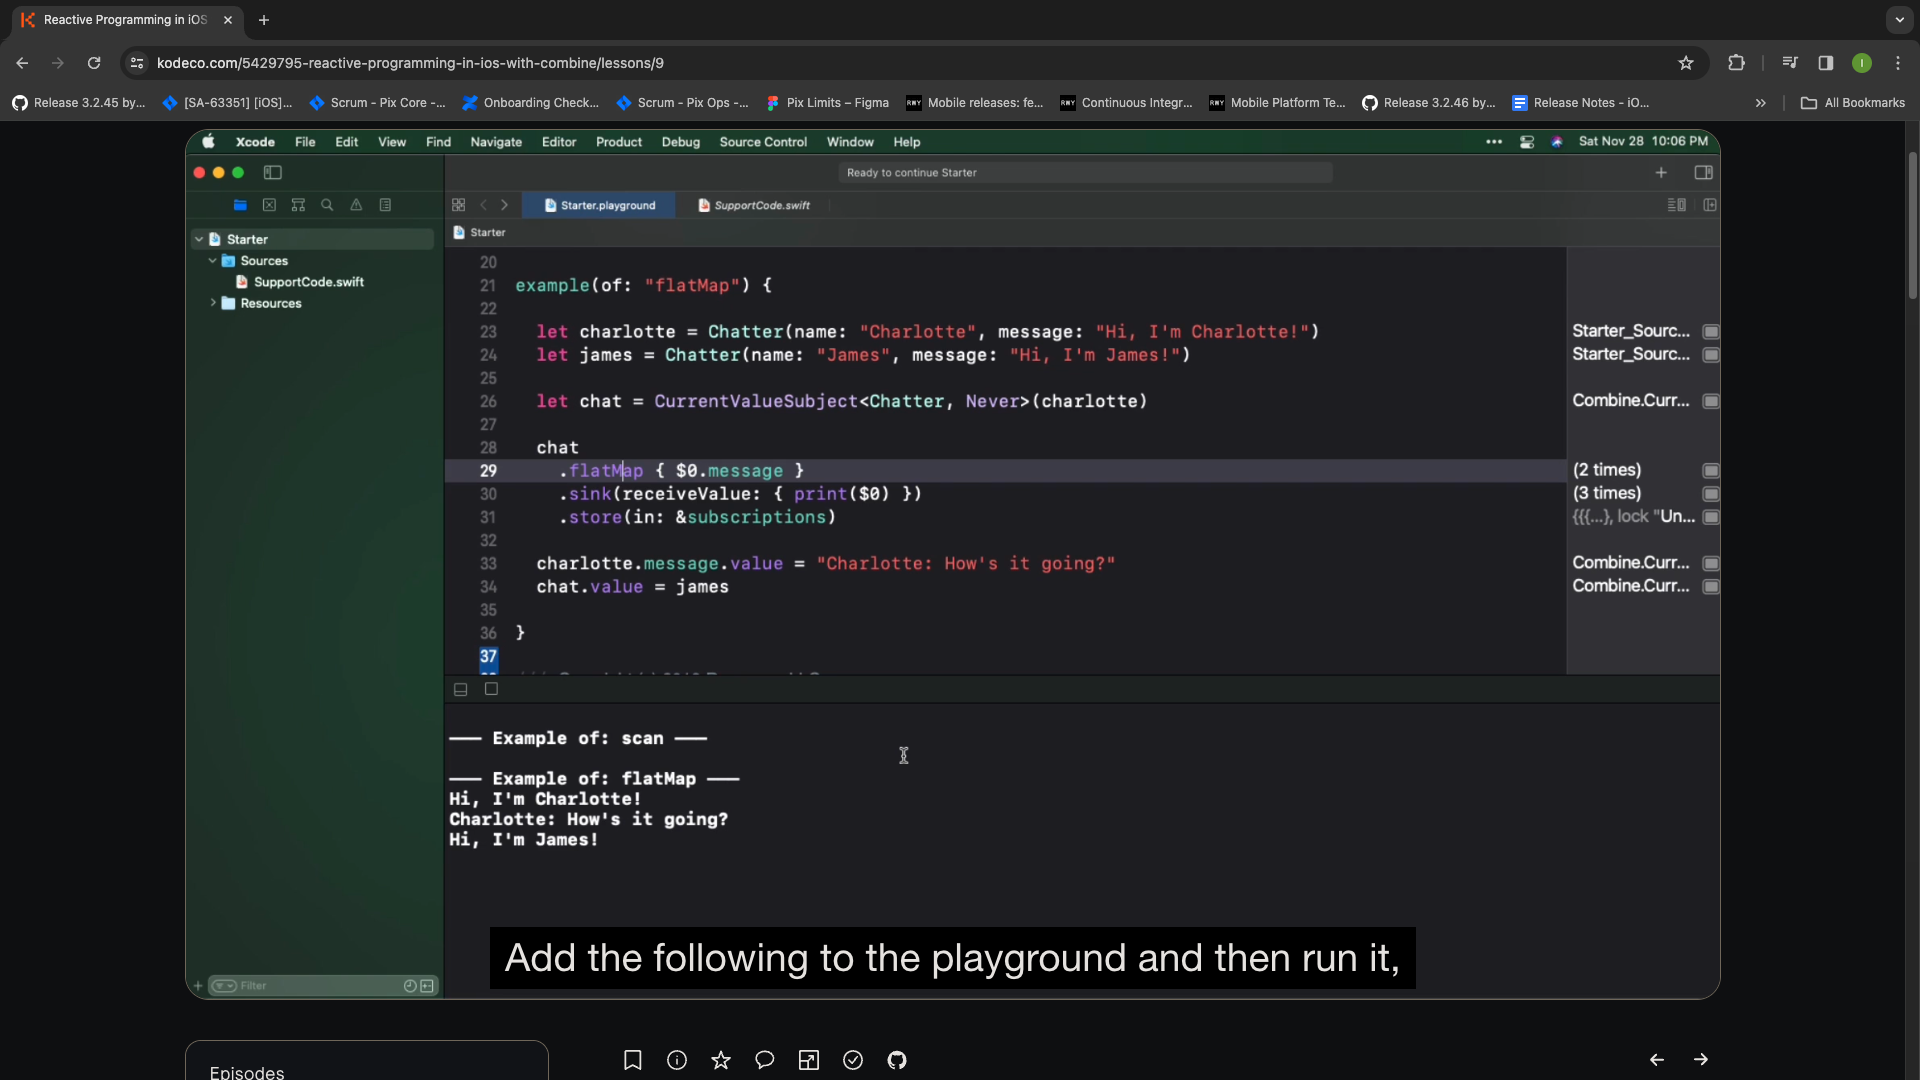 Reactive Programming in iOS
kodeco.com/5429795-reactive-programming-in-ios-with-combine/lessons/9
I
Release 3.2.45 by...
[SA-63351] [iOS]...
Scrum - Pix Core -...
Onboarding Check...
Scrum - Pix Ops -...
Pix Limits – Figma
Mobile releases: fe...
Continuous Integr...
Mobile Platform Te...
Release 3.2.46 by...
Release Notes - iO...
All Bookmarks
Xcode File Edit View Find Navigate Editor Product Debug Source Control Window Help
Sat Nov 28 10:06 PM
Ready to continue Starter
Starter.playground
SupportCode.swift
Starter
Starter
Sources
SupportCode.swift
Resources
20
21 example(of: "flatMap") {
22
23 let charlotte = Chatter(name: "Charlotte", message: "Hi, I'm Charlotte!")
Starter_Sourc...
24 let james = Chatter(name: "James", message: "Hi, I'm James!")
Starter_Sourc...
25
26 let chat = CurrentValueSubject<Chatter, Never>(charlotte)
Combine.Curr...
27
28 chat
29 .flatMap { $0.message }
(2 times)
30 .sink(receiveValue: { print($0) })
(3 times)
31 .store(in: &subscriptions)
{{{...}, lock "Un...
32
33 charlotte.message.value = "Charlotte: How's it going?"
Combine.Curr...
34 chat.value = james
Combine.Curr...
35
36 }
37
—— Example of: scan ——
—— Example of: flatMap ——
Hi, I'm Charlotte!
Charlotte: How's it going?
Hi, I'm James!
Add the following to the playground and then run it,
Filter
Episodes